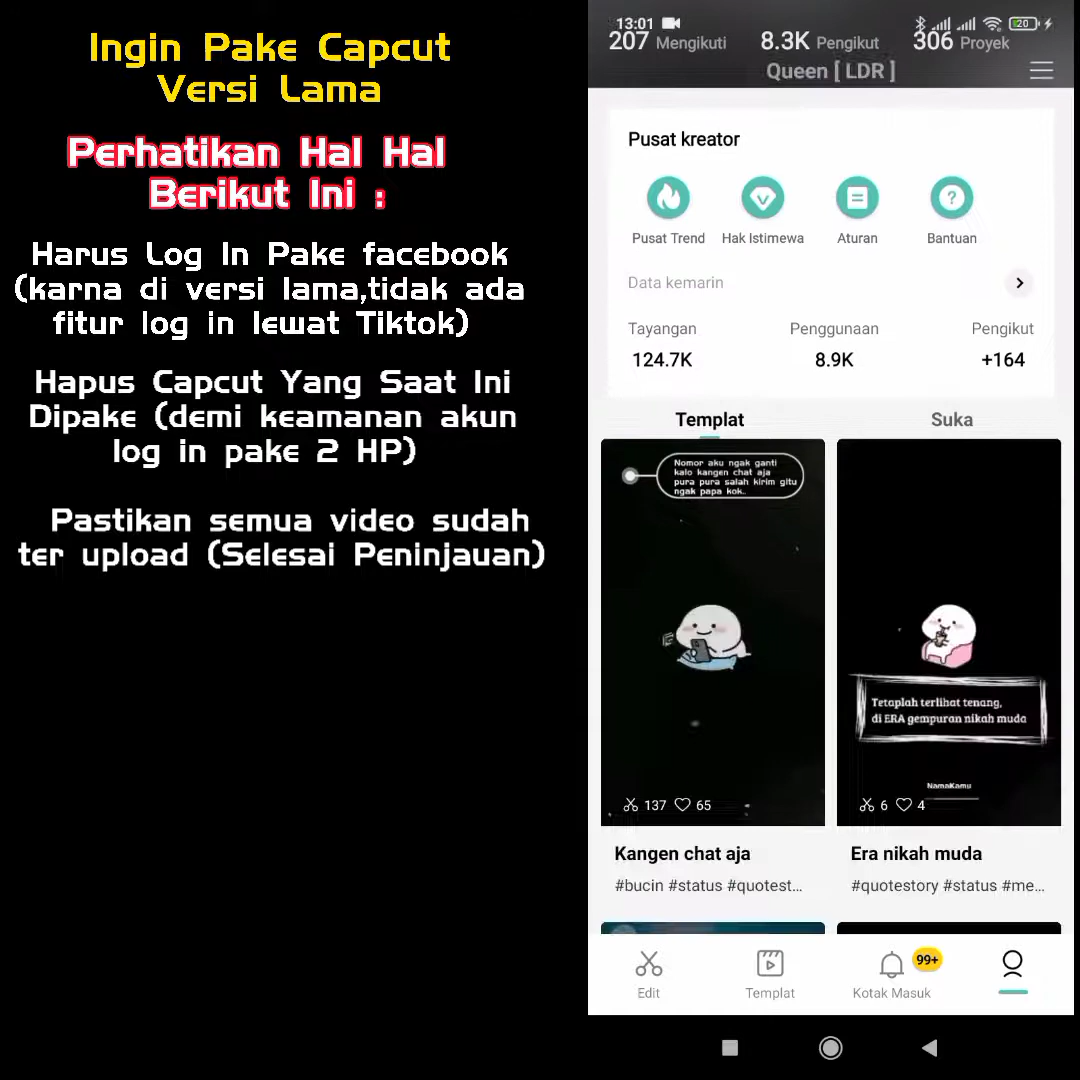 Ingin Pake Capcut
Versi Lama
Perhatikan Hal Hal
Berikut Ini :
Harus Log In Pake facebook
(karna di versi lama,tidak ada
fitur log in lewat Tiktok)
Hapus Capcut Yang Saat Ini
Dipake (demi keamanan akun
log in pake 2 HP)
Pastikan semua video sudah
ter upload (Selesai Peninjauan)
13:01
20
207 Mengikuti 8.3K Pengikut 306 Proyek
Queen [ LDR ]
Pusat kreator
Pusat Trend Hak Istimewa Aturan Bantuan
Data kemarin
Tayangan Penggunaan Pengikut
124.7K 8.9K +164
Templat Suka
Nomor aku ngak ganti
kalo kangen chat aja
pura pura salah kirim gitu
ngak papa kok..
137 65
Kangen chat aja
#bucin #status #quotest...
Tetaplah terlihat tenang,
di ERA gempuran nikah muda
NamaKamu
6 4
Era nikah muda
#quotestory #status #me...
99+
Edit Templat Kotak Masuk